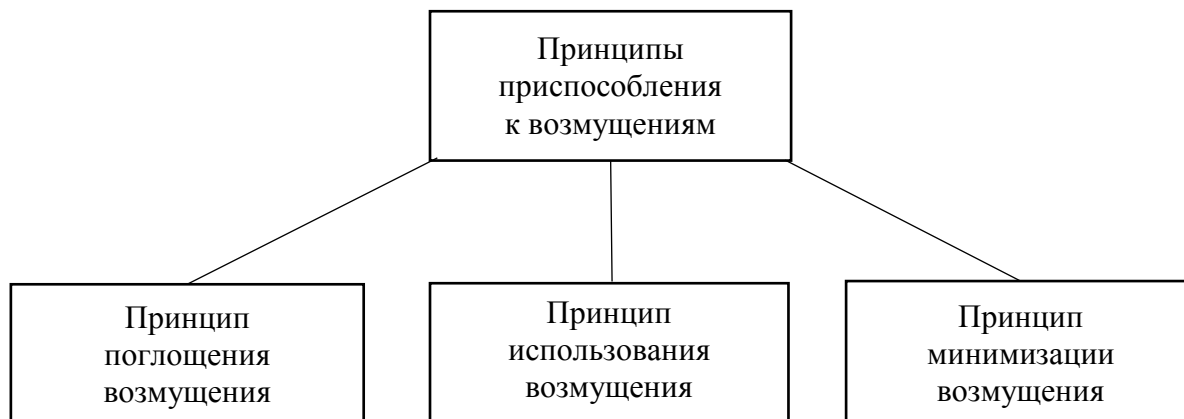 Принципы
приспособления
к возмущениям
Принцип
поглощения
возмущения
Принцип
использования
возмущения
Принцип
минимизации
возмущения